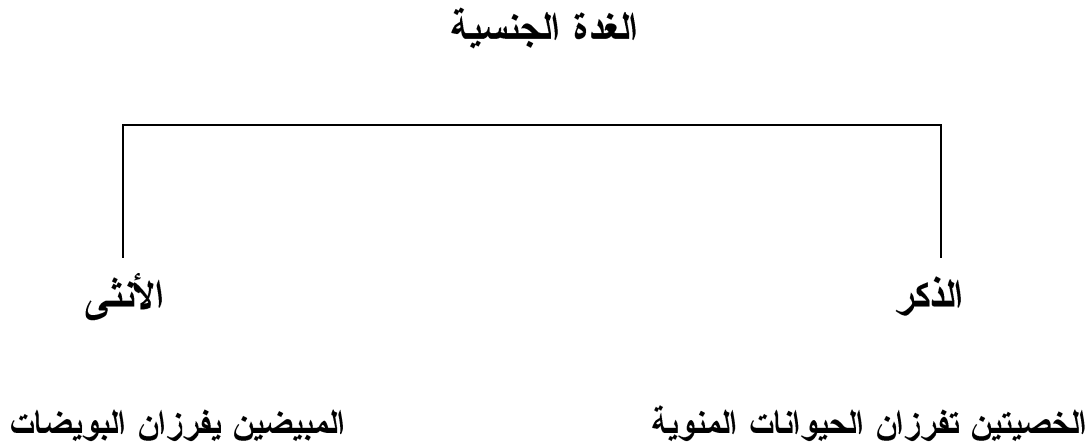 الغدة الجنسية
الذكر
الأنثى
الخصيتين تفرزان الحيوانات المنوية
المبيضين يفرزان البويضات